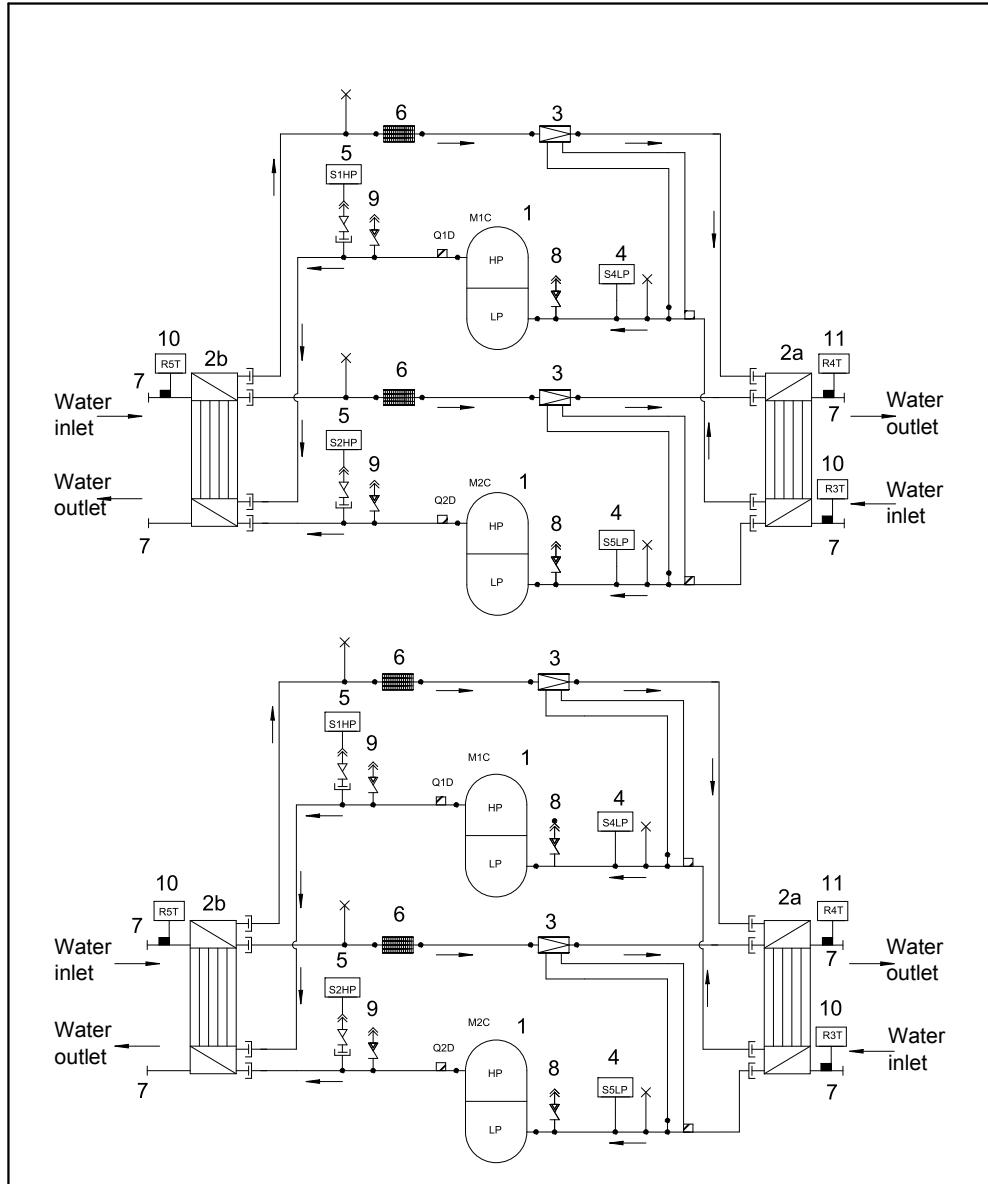 6
3
5
S1HP
9
M1C
1
Q1D
HP
8
4
S4LP
LP
10
2b
2a
11
R5T
R4T
7
6
3
7
Water
inlet
Water
outlet
5
S2HP
9
M2C
1
4
10
R3T
Water
outlet
Q2D
HP
8
S5LP
Water
inlet
7
7
LP
6
3
5
S1HP
9
M1C
1
Q1D
HP
8
4
S4LP
LP
10
2b
2a
11
R5T
R4T
7
6
3
7
Water
inlet
Water
outlet
5
S2HP
9
M2C
1
4
10
R3T
Water
outlet
Q2D
HP
8
S5LP
Water
inlet
7
7
LP